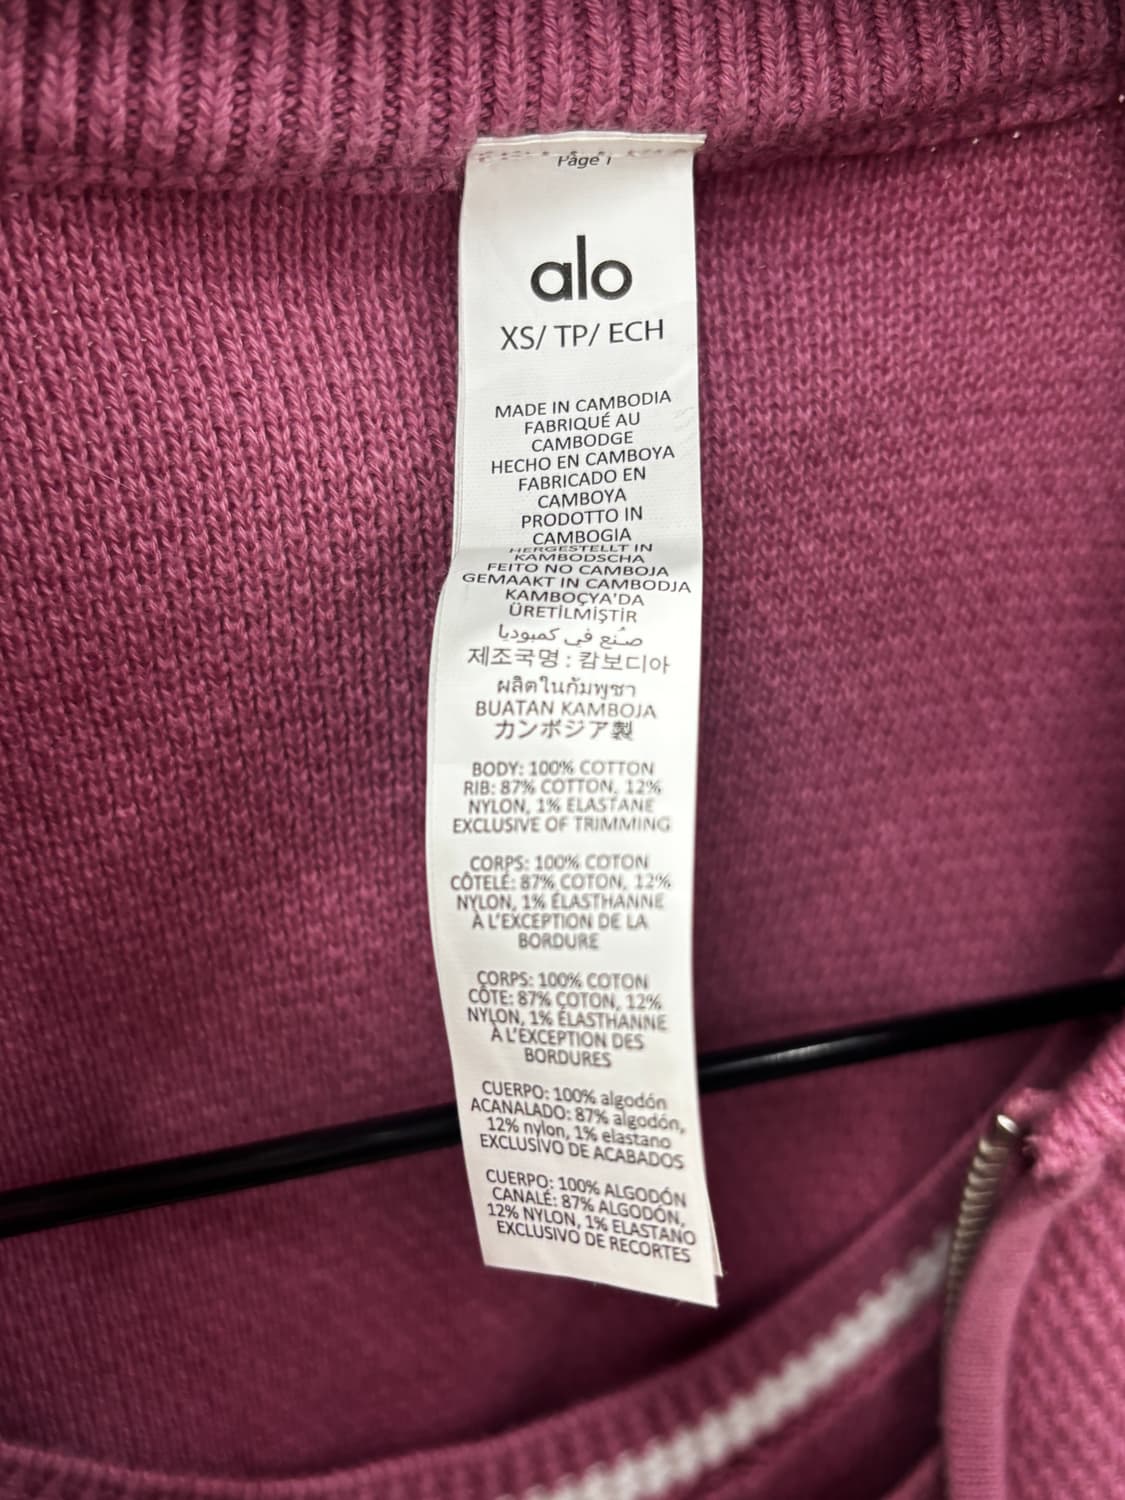 Page 1
alo
XS/ TP/ ECH
MADE IN CAMBODIA
FABRIQUÉ AU
CAMBODGE
HECHO EN CAMBOYA
FABRICADO EN
CAMBOYA
PRODOTTO IN
CAMBOGIA
HERGESTELLT IN
KAMBODSCHA
FEITO NO CAMBOJA
GEMAAKT IN CAMBODJA
KAMBOÇYA'DA
ÜRETİLMİŞTİR
صُنع في كمبوديا
제조국명 : 캄보디아
ผลิตในกัมพูชา
BUATAN KAMBOJA
カンボジア製
BODY: 100% COTTON
RIB: 87% COTTON, 12%
NYLON, 1% ELASTANE
EXCLUSIVE OF TRIMMING
CORPS: 100% COTON
CÔTELÉ: 87% COTON, 12%
NYLON, 1% ÉLASTHANNE
À L'EXCEPTION DE LA
BORDURE
CORPS: 100% COTON
CÔTE: 87% COTON, 12%
NYLON, 1% ÉLASTHANNE
À L'EXCEPTION DES
BORDURES
CUERPO: 100% algodón
ACANALADO: 87% algodón,
12% nylon, 1% elastano
EXCLUSIVO DE ACABADOS
CUERPO: 100% ALGODÓN
CANALÉ: 87% ALGODÓN,
12% NYLON, 1% ELASTANO
EXCLUSIVO DE RECORTES